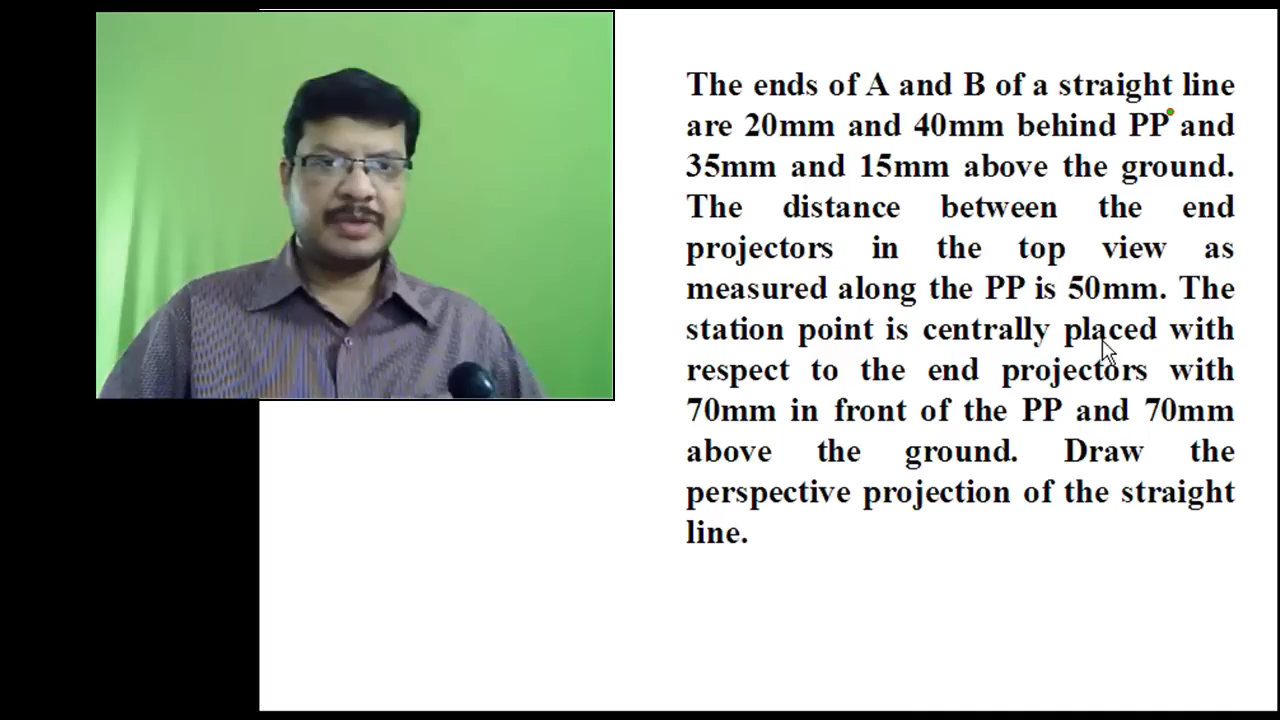 The ends of A and B of a straight line
are 20mm and 40mm behind PP and
35mm and 15mm above the ground.
The distance between the end
projectors in the top view as
measured along the PP is 50mm. The
station point is centrally placed with
respect to the end projectors with
70mm in front of the PP and 70mm
above the ground. Draw the
perspective projection of the straight
line.